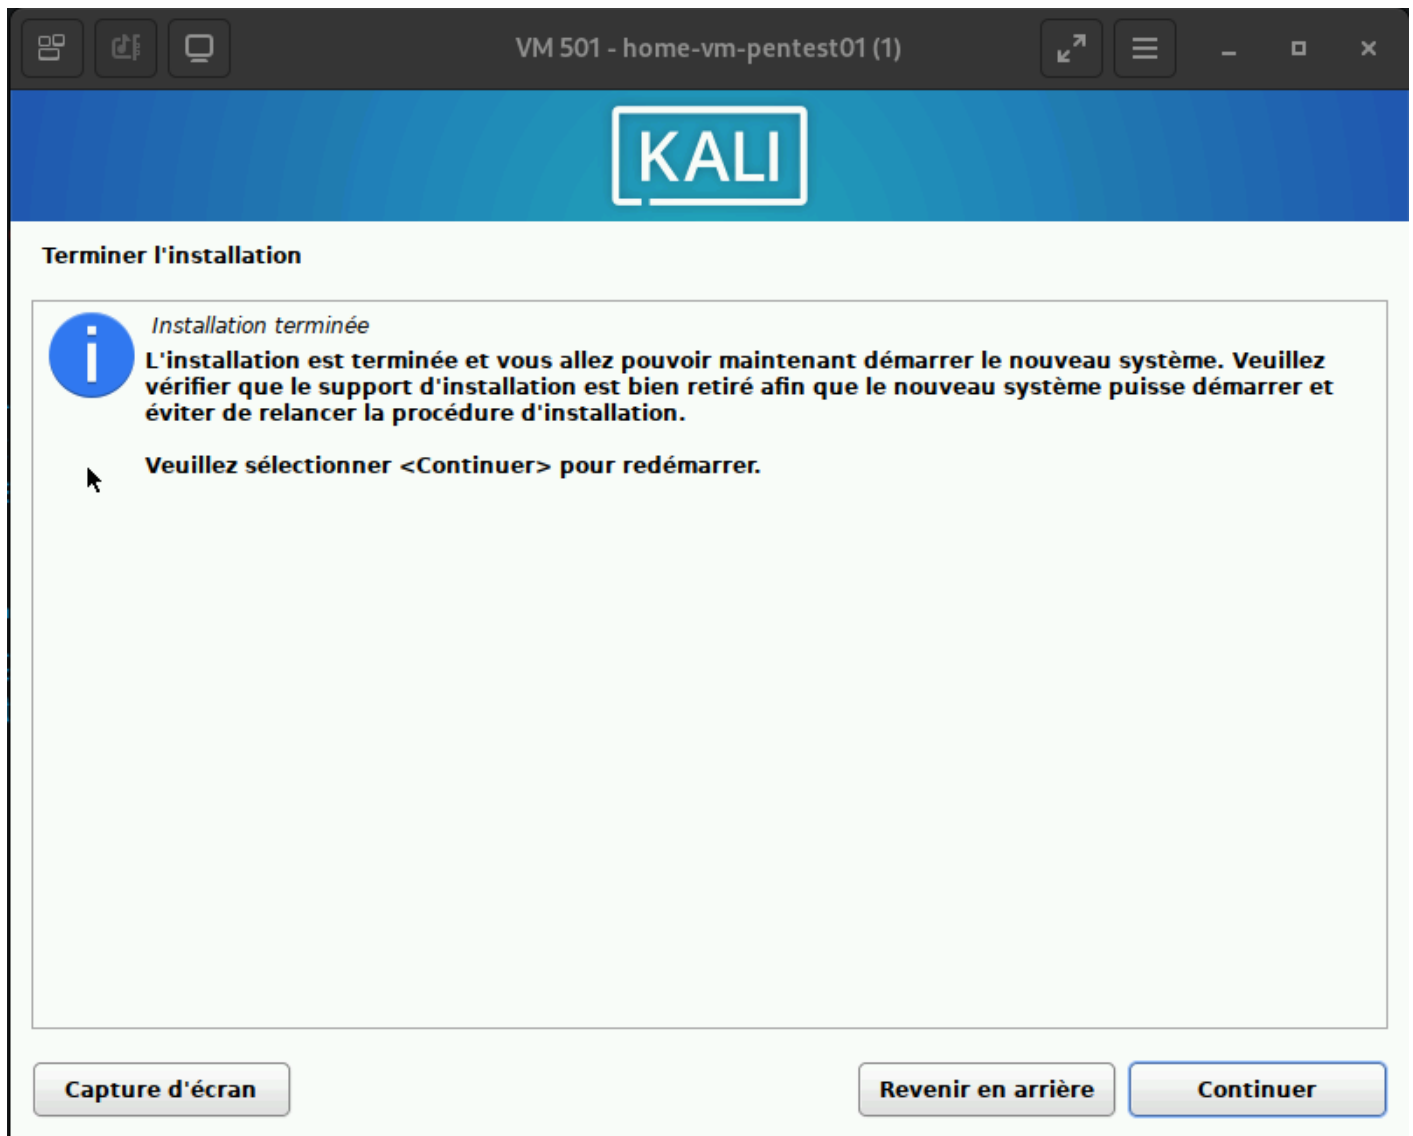 VM 501 - home-vm-pentest01 (1)
KALI
Terminer l'installation
Installation terminée
L'installation est terminée et vous allez pouvoir maintenant démarrer le nouveau système. Veuillez
vérifier que le support d'installation est bien retiré afin que le nouveau système puisse démarrer et
éviter de relancer la procédure d'installation.
Veuillez sélectionner <Continuer> pour redémarrer.
Capture d'écran
Revenir en arrière
Continuer